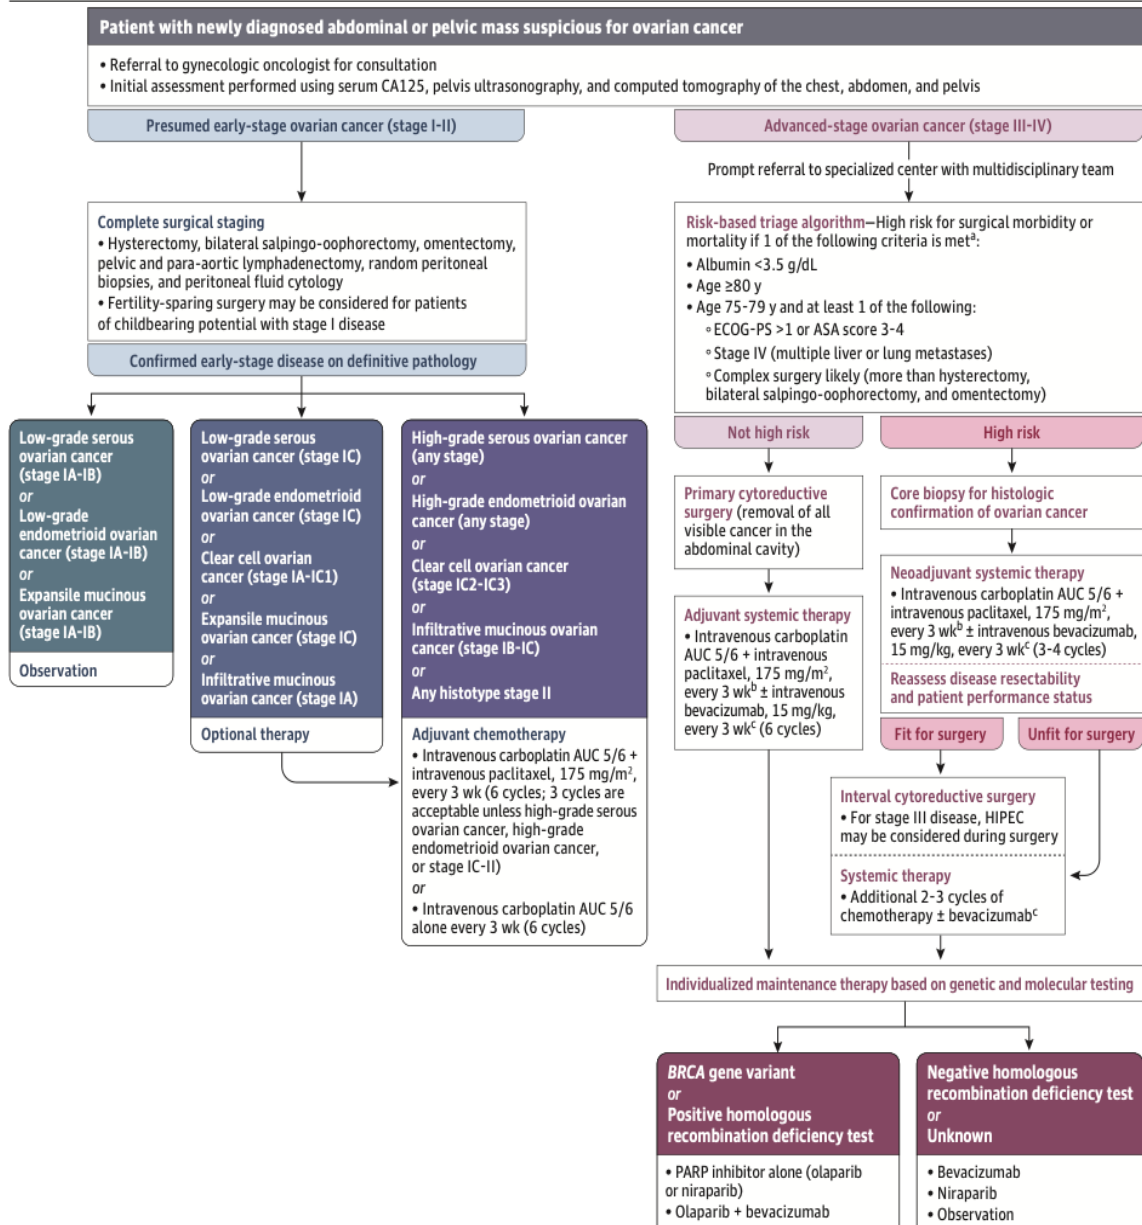 Patient with newly diagnosed abdominal or pelvic mass suspicious for ovarian cancer
• Referral to gynecologic oncologist for consultation
• Initial assessment performed using serum CA125, pelvis ultrasonography, and computed tomography of the chest, abdomen, and pelvis
Presumed early-stage ovarian cancer (stage I-II)
Complete surgical staging
• Hysterectomy, bilateral salpingo-oophorectomy, omentectomy,
pelvic and para-aortic lymphadenectomy, random peritoneal
biopsies, and peritoneal fluid cytology
• Fertility-sparing surgery may be considered for patients
of childbearing potential with stage I disease
Confirmed early-stage disease on definitive pathology
Low-grade serous
ovarian cancer
(stage IA-IB)
or
Low-grade
endometrioid ovarian
cancer (stage IA-IB)
or
Expansile mucinous
ovarian cancer
(stage IA-IB)
Observation
Low-grade serous
ovarian cancer (stage IC)
or
Low-grade endometrioid
ovarian cancer (stage IC)
or
Clear cell ovarian
cancer (stage IA-IC1)
or
Expansile mucinous
ovarian cancer (stage IC)
or
Infiltrative mucinous
ovarian cancer (stage IA)
Optional therapy
High-grade serous ovarian cancer
(any stage)
or
High-grade endometrioid ovarian
cancer (any stage)
or
Clear cell ovarian cancer
(stage IC2-IC3)
or
Infiltrative mucinous ovarian
cancer (stage IB-IC)
or
Any histotype stage II
Adjuvant chemotherapy
• Intravenous carboplatin AUC 5/6 +
intravenous paclitaxel, 175 mg/m²,
every 3 wk (6 cycles; 3 cycles are
acceptable unless high-grade serous
ovarian cancer, high-grade
endometrioid ovarian cancer,
or stage IC-II)
or
• Intravenous carboplatin AUC 5/6
alone every 3 wk (6 cycles)
Advanced-stage ovarian cancer (stage III-IV)
Prompt referral to specialized center with multidisciplinary team
Risk-based triage algorithm—High risk for surgical morbidity or
mortality if 1 of the following criteria is metᵃ:
• Albumin <3.5 g/dL
• Age ≥80 y
• Age 75-79 y and at least 1 of the following:
◦ ECOG-PS >1 or ASA score 3-4
◦ Stage IV (multiple liver or lung metastases)
◦ Complex surgery likely (more than hysterectomy,
bilateral salpingo-oophorectomy, and omentectomy)
Not high risk
Primary cytoreductive
surgery (removal of all
visible cancer in the
abdominal cavity)
Adjuvant systemic therapy
• Intravenous carboplatin
AUC 5/6 + intravenous
paclitaxel, 175 mg/m²,
every 3 wkᵇ ± intravenous
bevacizumab, 15 mg/kg,
every 3 wkᶜ (6 cycles)
High risk
Core biopsy for histologic
confirmation of ovarian cancer
Neoadjuvant systemic therapy
• Intravenous carboplatin AUC 5/6 +
intravenous paclitaxel, 175 mg/m²,
every 3 wkᵇ ± intravenous bevacizumab,
15 mg/kg, every 3 wkᶜ (3-4 cycles)
Reassess disease resectability
and patient performance status
Fit for surgery
Unfit for surgery
Interval cytoreductive surgery
• For stage III disease, HIPEC
may be considered during surgery
Systemic therapy
• Additional 2-3 cycles of
chemotherapy ± bevacizumabᶜ
Individualized maintenance therapy based on genetic and molecular testing
BRCA gene variant
or
Positive homologous
recombination deficiency test
• PARP inhibitor alone (olaparib
or niraparib)
• Olaparib + bevacizumab
Negative homologous
recombination deficiency test
or
Unknown
• Bevacizumab
• Niraparib
• Observation